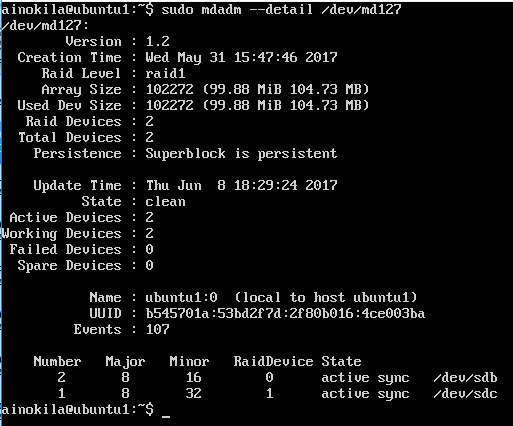 ainokila@ubuntu1:~$ sudo mdadm --detail /dev/md127
/dev/md127:
Version : 1.2
Creation Time : Wed May 31 15:47:46 2017
Raid Level : raid1
Array Size : 102272 (99.88 MiB 104.73 MB)
Used Dev Size : 102272 (99.88 MiB 104.73 MB)
Raid Devices : 2
Total Devices : 2
Persistence : Superblock is persistent
Update Time : Thu Jun  8 18:29:24 2017
State : clean
Active Devices : 2
Working Devices : 2
Failed Devices : 0
Spare Devices : 0
Name : ubuntu1:0  (local to host ubuntu1)
UUID : b545701a:53bd2f7d:2f80b016:4ce003ba
Events : 107
Number   Major   Minor   RaidDevice State
2       8       16        0      active sync   /dev/sdb
1       8       32        1      active sync   /dev/sdc
ainokila@ubuntu1:~$ _